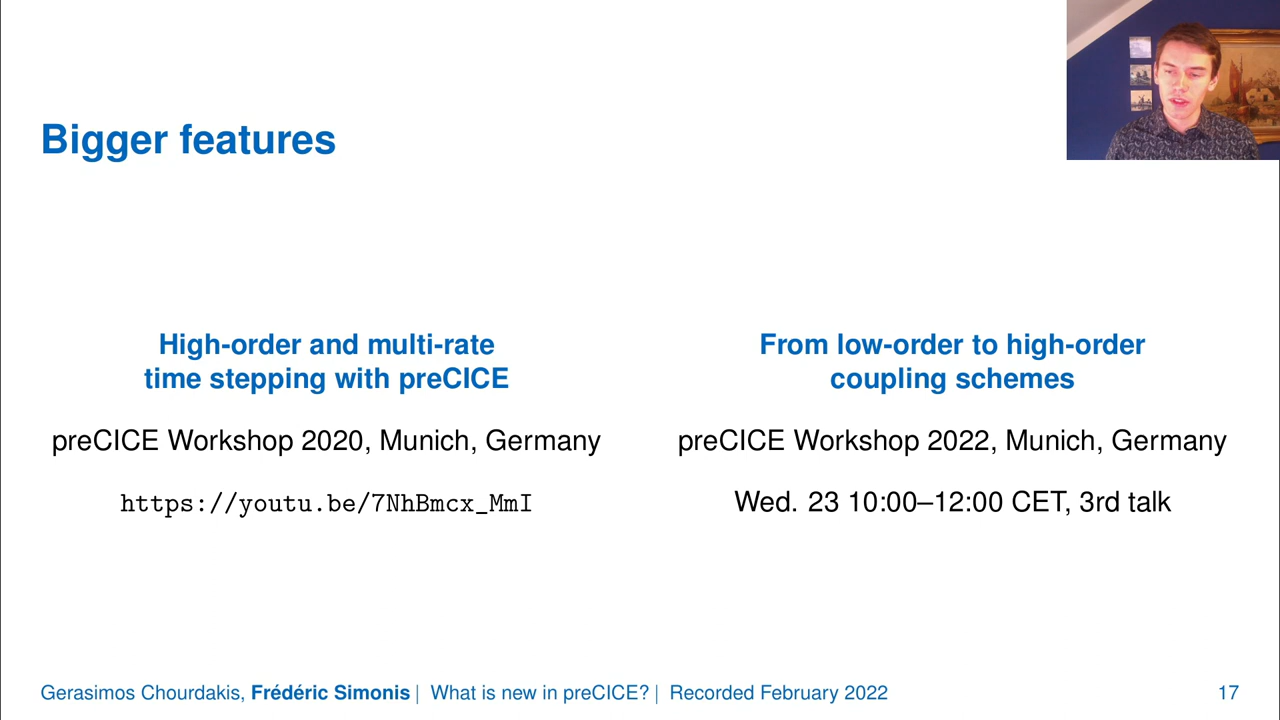 Bigger features
High-order and multi-rate
time stepping with preCICE
preCICE Workshop 2020, Munich, Germany
https://youtu.be/7NhBmcx_MmI
From low-order to high-order
coupling schemes
preCICE Workshop 2022, Munich, Germany
Wed. 23 10:00–12:00 CET, 3rd talk
Gerasimos Chourdakis, Frédéric Simonis | What is new in preCICE? | Recorded February 2022
17